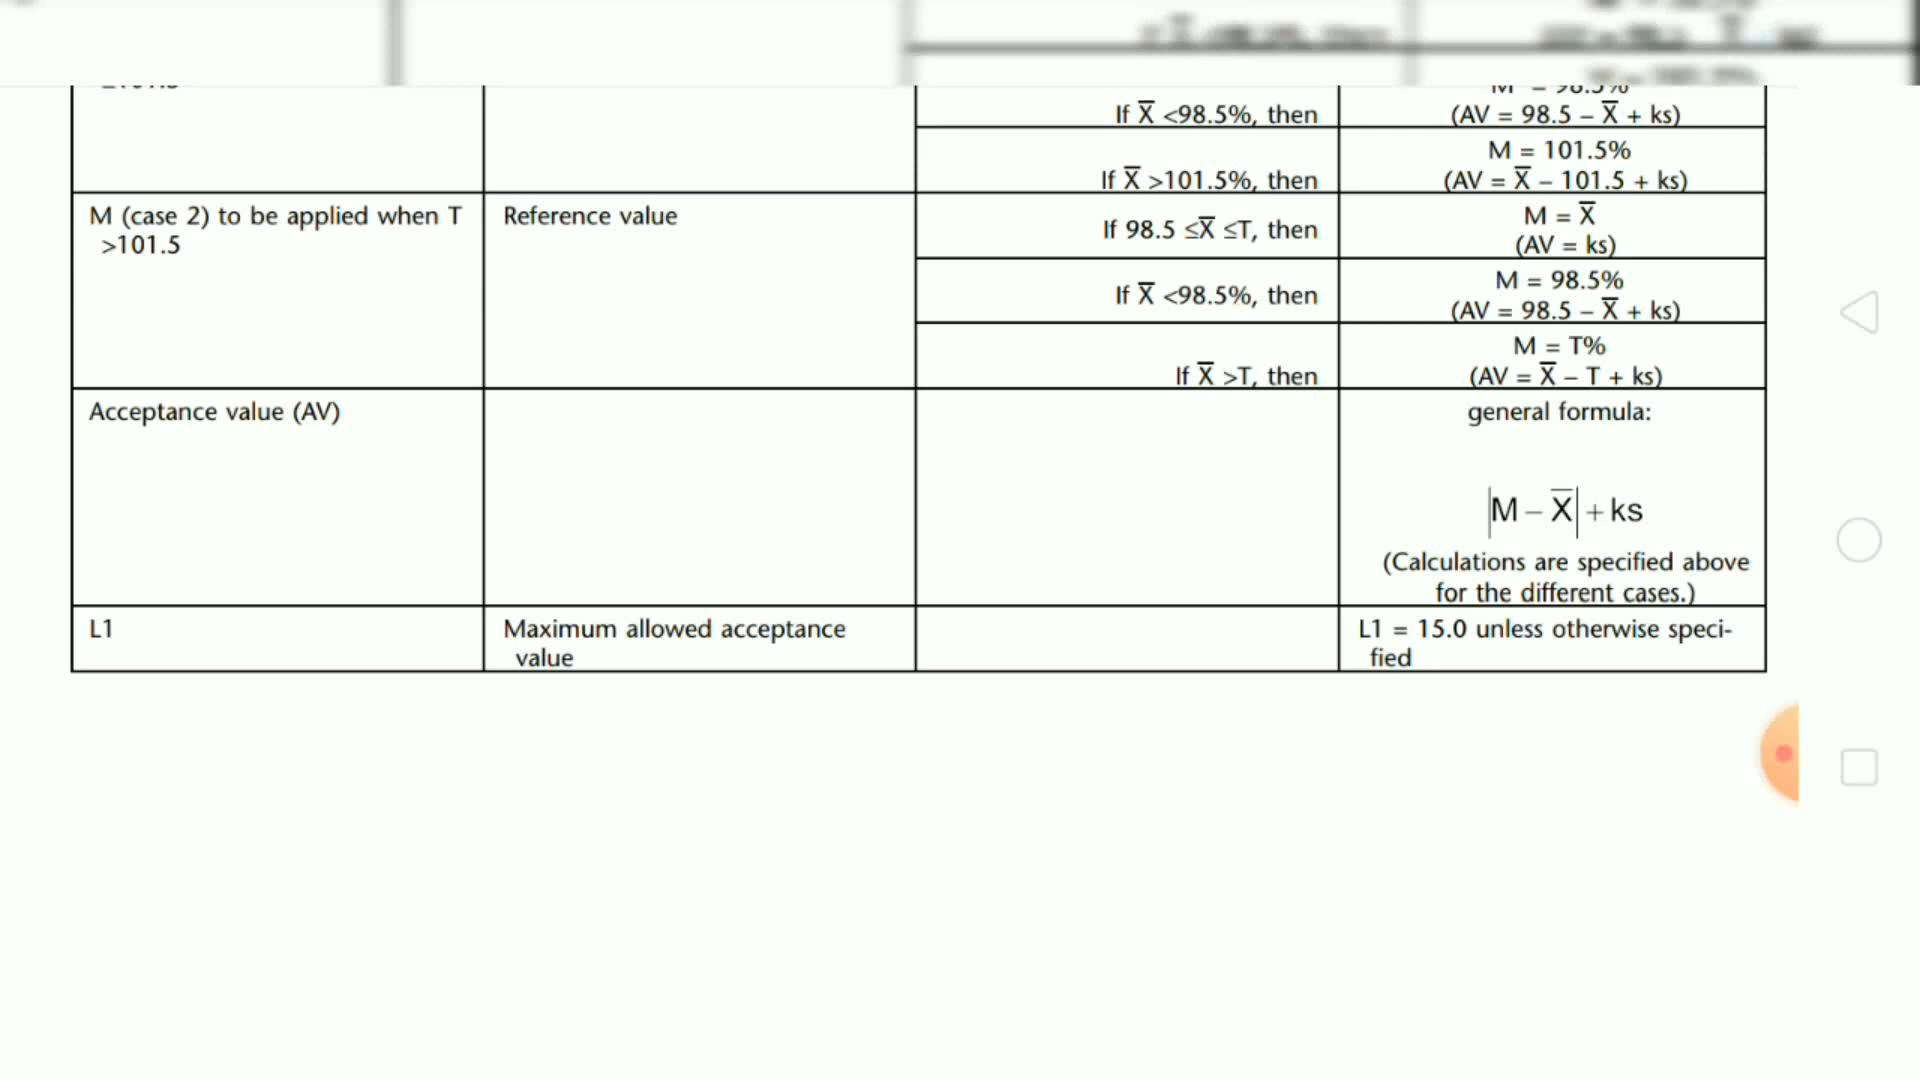 If X̅ <98.5%, then
(AV = 98.5 – X̅ + ks)
M = 101.5%
If X̅ >101.5%, then
(AV = X̅ – 101.5 + ks)
M (case 2) to be applied when T
>101.5
Reference value
If 98.5 ≤X̅ ≤T, then
M = X̅
(AV = ks)
If X̅ <98.5%, then
M = 98.5%
(AV = 98.5 – X̅ + ks)
If X̅ >T, then
M = T%
(AV = X̅ – T + ks)
Acceptance value (AV)
general formula:
|M – X̅| + ks
(Calculations are specified above
for the different cases.)
L1
Maximum allowed acceptance
value
L1 = 15.0 unless otherwise speci-
fied